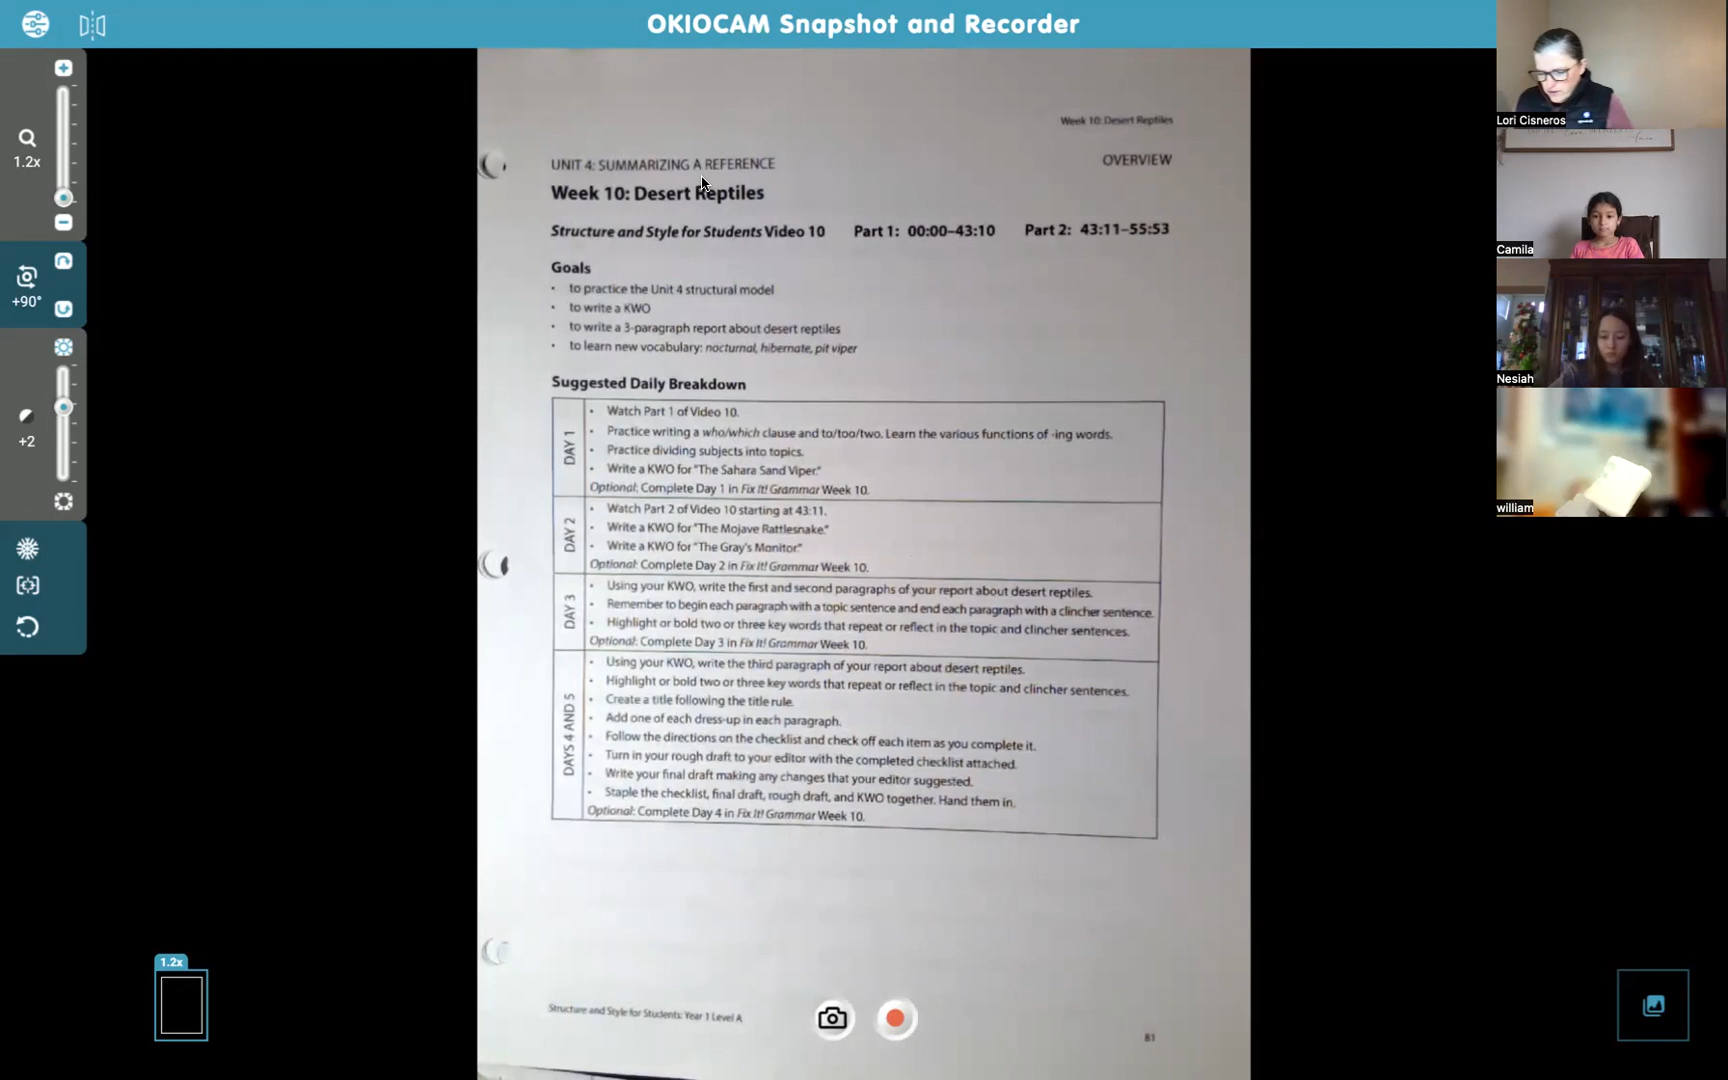 OKIOCAM Snapshot and Recorder
1.2x
+90°
+2
1.2x
Week 10: Desert Reptiles
UNIT 4: SUMMARIZING A REFERENCE
OVERVIEW
Week 10: Desert Reptiles
Structure and Style for Students Video 10 Part 1: 00:00–43:10 Part 2: 43:11–55:53
Goals
• to practice the Unit 4 structural model
• to write a KWO
• to write a 3-paragraph report about desert reptiles
• to learn new vocabulary: nocturnal, hibernate, pit viper
Suggested Daily Breakdown
DAY 1
• Watch Part 1 of Video 10.
• Practice writing a who/which clause and to/too/two. Learn the various functions of -ing words.
• Practice dividing subjects into topics.
• Write a KWO for "The Sahara Sand Viper."
Optional: Complete Day 1 in Fix It! Grammar Week 10.
DAY 2
• Watch Part 2 of Video 10 starting at 43:11.
• Write a KWO for "The Mojave Rattlesnake."
• Write a KWO for "The Gray's Monitor."
Optional: Complete Day 2 in Fix It! Grammar Week 10.
DAY 3
• Using your KWO, write the first and second paragraphs of your report about desert reptiles.
• Remember to begin each paragraph with a topic sentence and end each paragraph with a clincher sentence.
• Highlight or bold two or three key words that repeat or reflect in the topic and clincher sentences.
Optional: Complete Day 3 in Fix It! Grammar Week 10.
DAYS 4 AND 5
• Using your KWO, write the third paragraph of your report about desert reptiles.
• Highlight or bold two or three key words that repeat or reflect in the topic and clincher sentences.
• Create a title following the title rule.
• Add one of each dress-up in each paragraph.
• Follow the directions on the checklist and check off each item as you complete it.
• Turn in your rough draft to your editor with the completed checklist attached.
• Write your final draft making any changes that your editor suggested.
• Staple the checklist, final draft, rough draft, and KWO together. Hand them in.
Optional: Complete Day 4 in Fix It! Grammar Week 10.
Structure and Style for Students: Year 1 Level A
81
Lori Cisneros
Camila
Nesiah
william